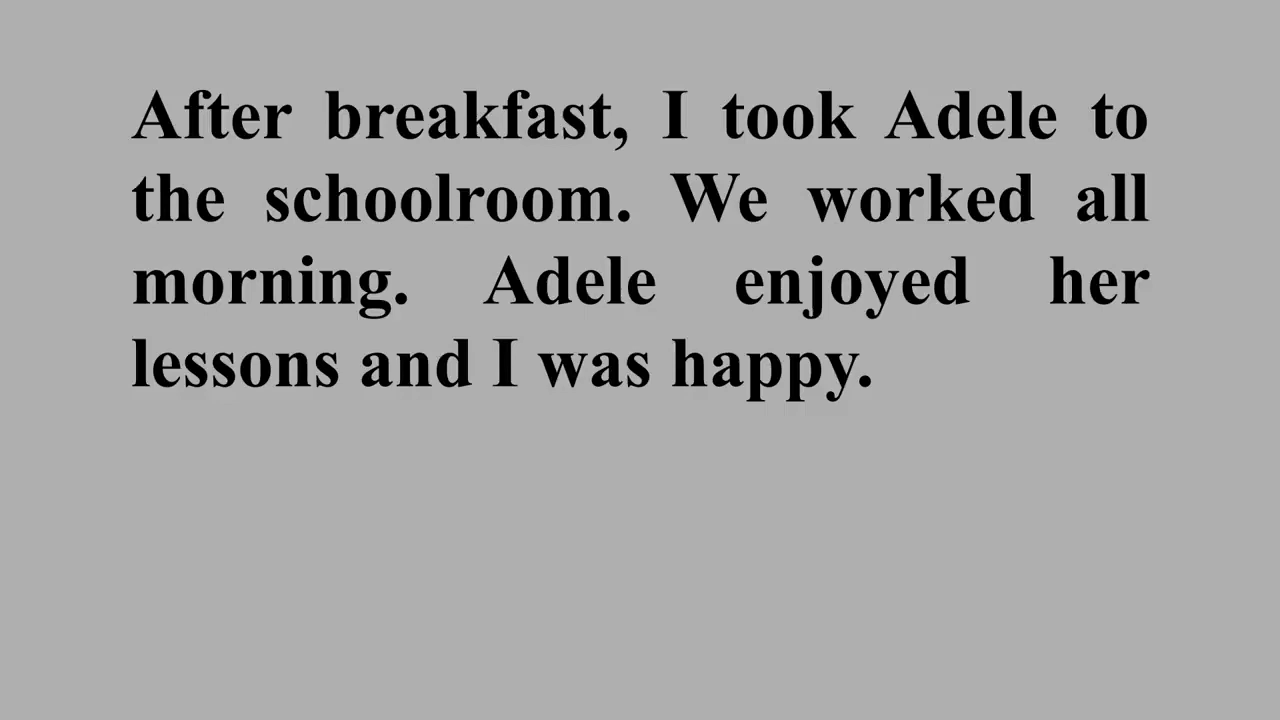 After breakfast, I took Adele to
the schoolroom. We worked all
morning. Adele enjoyed her
lessons and I was happy.